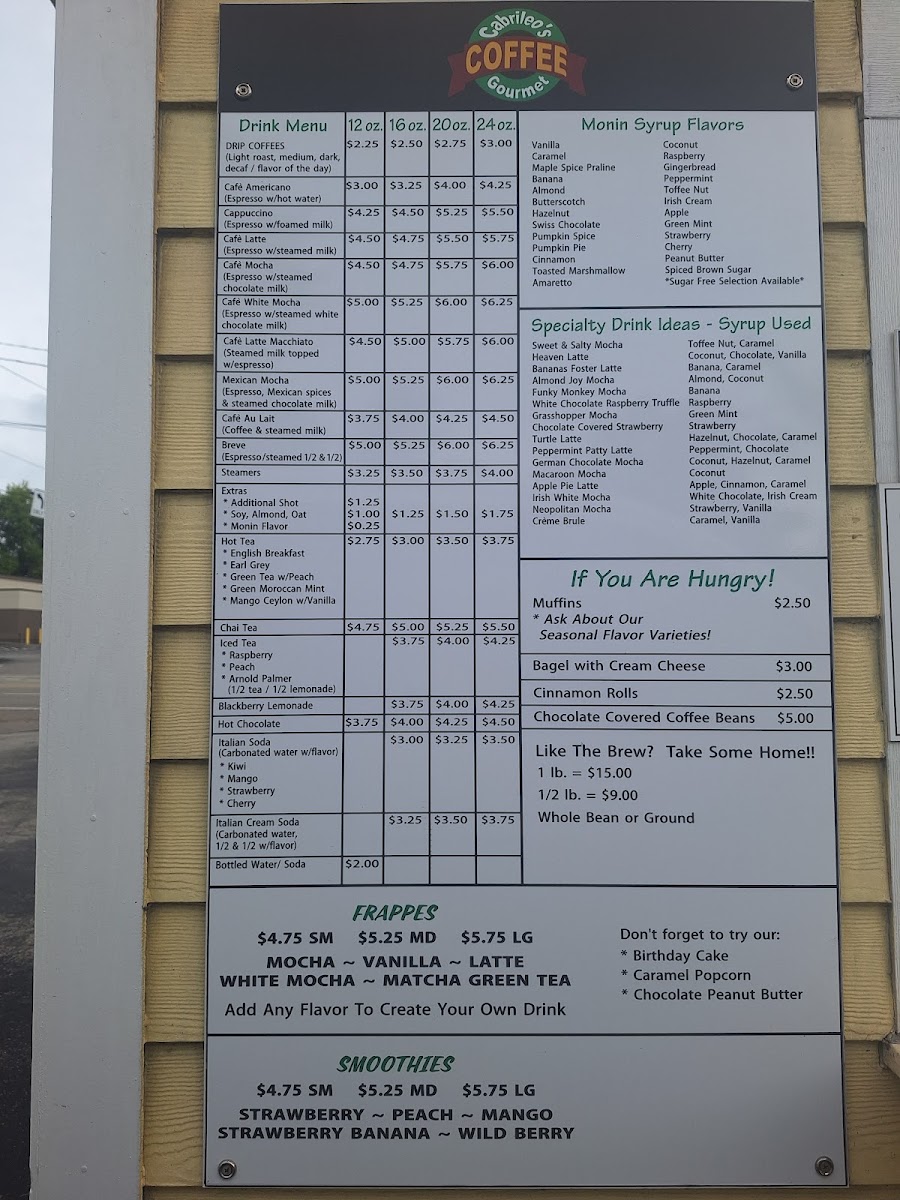 Cabrileo's
COFFEE
Gourmet
Drink Menu 12 oz. 16 oz. 20oz. 24 oz.
DRIP COFFEES $2.25 $2.50 $2.75 $3.00
(Light roast, medium, dark,
decaf / flavor of the day)
Café Americano $3.00 $3.25 $4.00 $4.25
(Espresso w/hot water)
Cappuccino $4.25 $4.50 $5.25 $5.50
(Espresso w/foamed milk)
Café Latte $4.50 $4.75 $5.50 $5.75
(Espresso w/steamed milk)
Café Mocha $4.50 $4.75 $5.75 $6.00
(Espresso w/steamed
chocolate milk)
Café White Mocha $5.00 $5.25 $6.00 $6.25
(Espresso w/steamed white
chocolate milk)
Café Latte Macchiato $4.50 $5.00 $5.75 $6.00
(Steamed milk topped
w/espresso)
Mexican Mocha $5.00 $5.25 $6.00 $6.25
(Espresso, Mexican spices
& steamed chocolate milk)
Café Au Lait $3.75 $4.00 $4.25 $4.50
(Coffee & steamed milk)
Breve $5.00 $5.25 $6.00 $6.25
(Espresso/steamed 1/2 & 1/2)
Steamers $3.25 $3.50 $3.75 $4.00
Extras
* Additional Shot $1.25
* Soy, Almond, Oat $1.00 $1.25 $1.50 $1.75
* Monin Flavor $0.25
Hot Tea $2.75 $3.00 $3.50 $3.75
* English Breakfast
* Earl Grey
* Green Tea w/Peach
* Green Moroccan Mint
* Mango Ceylon w/Vanilla
Chai Tea $4.75 $5.00 $5.25 $5.50
Iced Tea $3.75 $4.00 $4.25
* Raspberry
* Peach
* Arnold Palmer
(1/2 tea / 1/2 lemonade)
Blackberry Lemonade $3.75 $4.00 $4.25
Hot Chocolate $3.75 $4.00 $4.25 $4.50
Italian Soda $3.00 $3.25 $3.50
(Carbonated water w/flavor)
* Kiwi
* Mango
* Strawberry
* Cherry
Italian Cream Soda $3.25 $3.50 $3.75
(Carbonated water,
1/2 & 1/2 w/flavor)
Bottled Water/ Soda $2.00
Monin Syrup Flavors
Vanilla Coconut
Caramel Raspberry
Maple Spice Praline Gingerbread
Banana Peppermint
Almond Toffee Nut
Butterscotch Irish Cream
Hazelnut Apple
Swiss Chocolate Green Mint
Pumpkin Spice Strawberry
Pumpkin Pie Cherry
Cinnamon Peanut Butter
Toasted Marshmallow Spiced Brown Sugar
Amaretto *Sugar Free Selection Available*
Specialty Drink Ideas - Syrup Used
Sweet & Salty Mocha Toffee Nut, Caramel
Heaven Latte Coconut, Chocolate, Vanilla
Bananas Foster Latte Banana, Caramel
Almond Joy Mocha Almond, Coconut
Funky Monkey Mocha Banana
White Chocolate Raspberry Truffle Raspberry
Grasshopper Mocha Green Mint
Chocolate Covered Strawberry Strawberry
Turtle Latte Hazelnut, Chocolate, Caramel
Peppermint Patty Latte Peppermint, Chocolate
German Chocolate Mocha Coconut, Hazelnut, Caramel
Macaroon Mocha Coconut
Apple Pie Latte Apple, Cinnamon, Caramel
Irish White Mocha White Chocolate, Irish Cream
Neopolitan Mocha Strawberry, Vanilla
Crème Brule Caramel, Vanilla
If You Are Hungry!
Muffins $2.50
* Ask About Our
Seasonal Flavor Varieties!
Bagel with Cream Cheese $3.00
Cinnamon Rolls $2.50
Chocolate Covered Coffee Beans $5.00
Like The Brew? Take Some Home!!
1 lb. = $15.00
1/2 lb. = $9.00
Whole Bean or Ground
FRAPPES
$4.75 SM $5.25 MD $5.75 LG
MOCHA ~ VANILLA ~ LATTE
WHITE MOCHA ~ MATCHA GREEN TEA
Add Any Flavor To Create Your Own Drink
Don't forget to try our:
* Birthday Cake
* Caramel Popcorn
* Chocolate Peanut Butter
SMOOTHIES
$4.75 SM $5.25 MD $5.75 LG
STRAWBERRY ~ PEACH ~ MANGO
STRAWBERRY BANANA ~ WILD BERRY